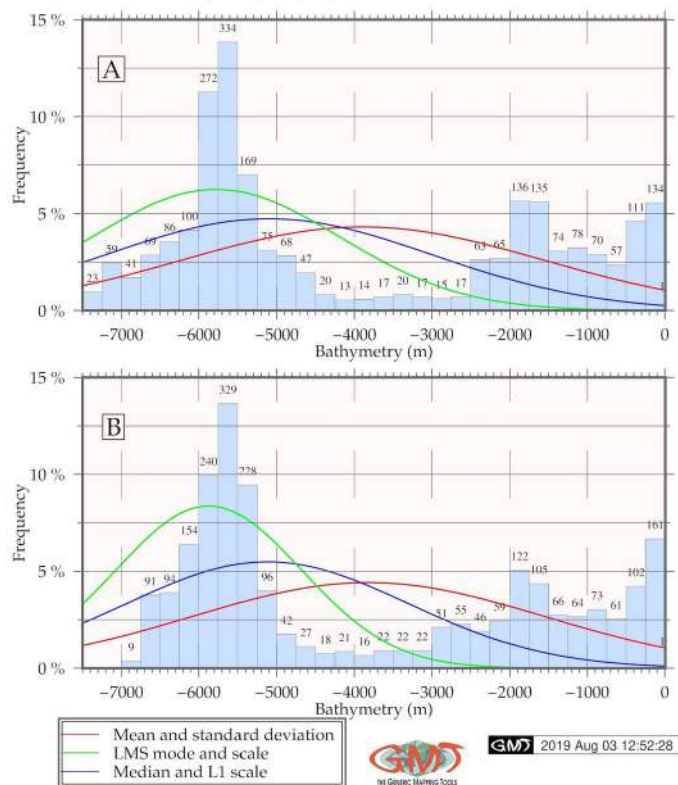 15 %
10 %
5 %
0 %
Frequency
A
23 59 41 69 86 100 272 334 169 75 68 47 20 13 14 17 20 17 15 17 63 65 136 135 74 78 70 57 111 134 1
−7000 −6000 −5000 −4000 −3000 −2000 −1000 0
Bathymetry (m)
15 %
10 %
5 %
0 %
Frequency
B
9 91 94 154 240 329 228 96 42 27 18 21 16 22 22 22 51 55 46 59 122 105 66 64 73 61 102 161 1
−7000 −6000 −5000 −4000 −3000 −2000 −1000 0
Bathymetry (m)
Mean and standard deviation
LMS mode and scale
Median and L1 scale
GMT
THE GENERIC MAPPING TOOLS
GMT 2019 Aug 03 12:52:28